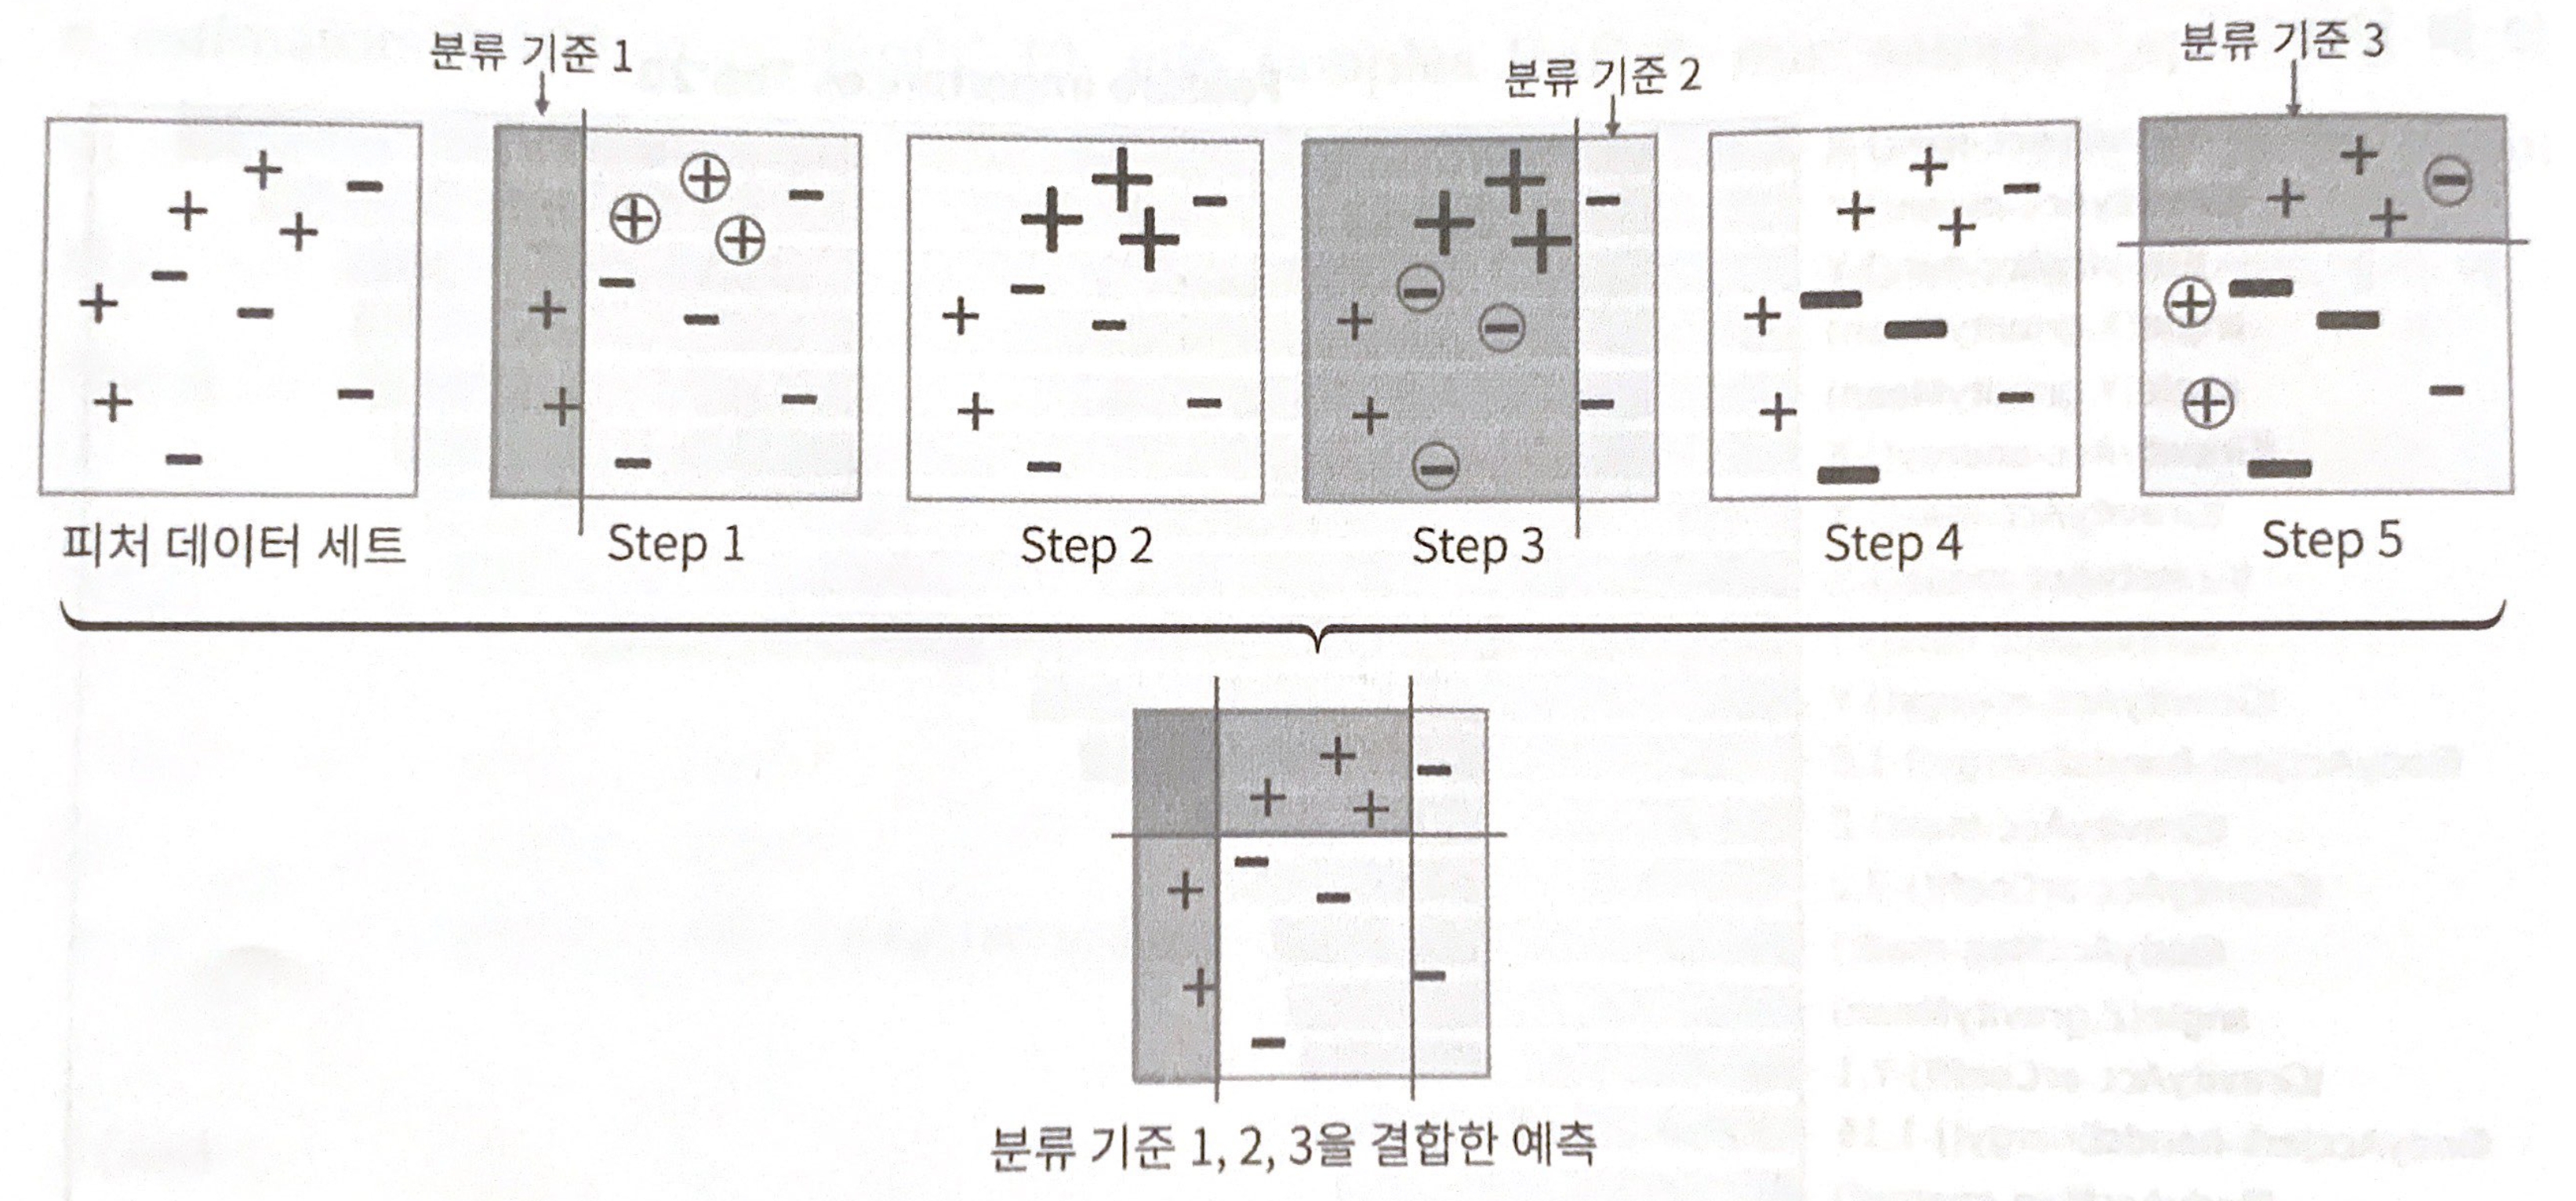 분류 기준 1
분류 기준 2
분류 기준 3
피처 데이터 세트
Step 1
Step 2
Step 3
Step 4
Step 5
분류 기준 1, 2, 3을 결합한 예측